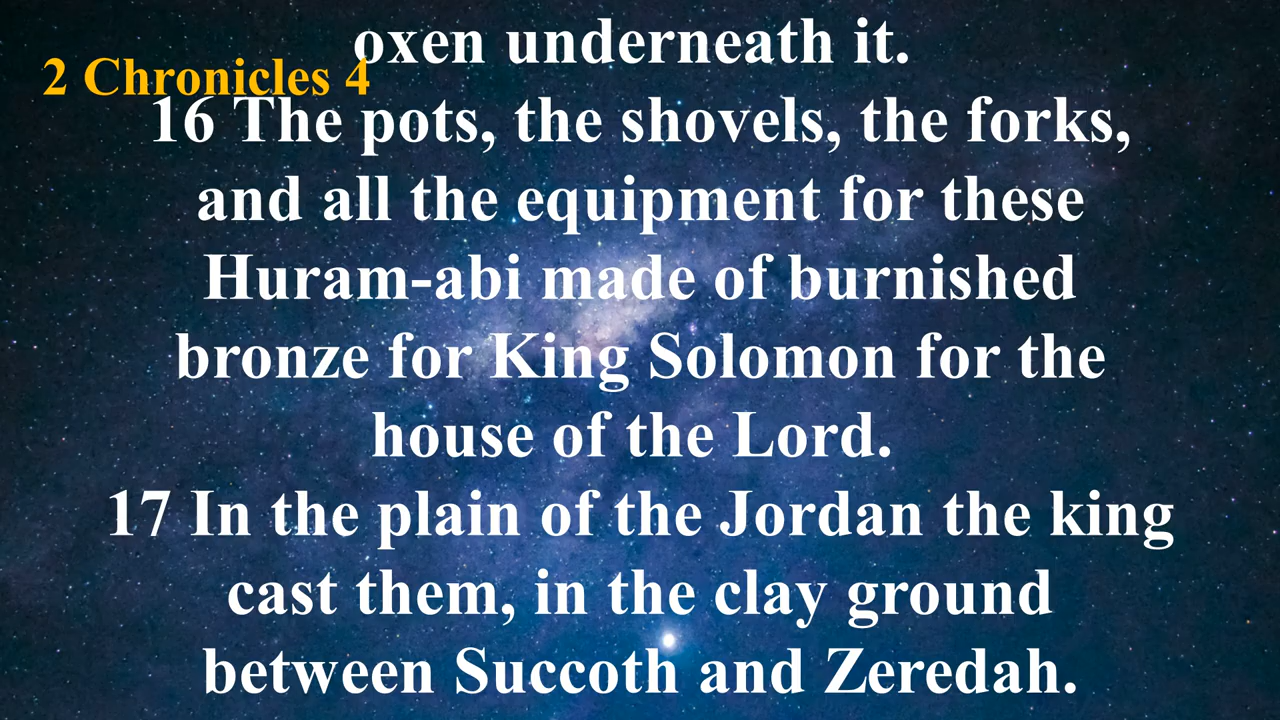 oxen underneath it.
2 Chronicles 4
16 The pots, the shovels, the forks,
and all the equipment for these
Huram-abi made of burnished
bronze for King Solomon for the
house of the Lord.
17 In the plain of the Jordan the king
cast them, in the clay ground
between Succoth and Zeredah.